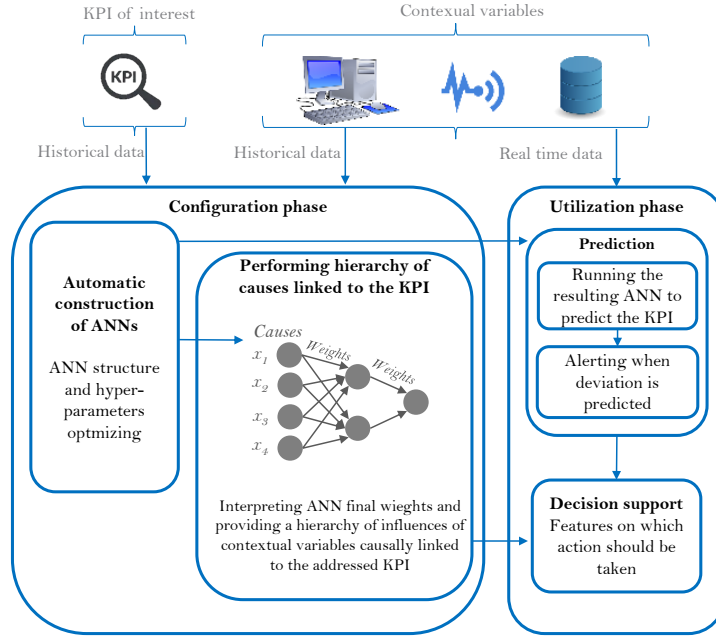 KPI of interest
Contexual variables
KPI
Historical data
Historical data
Real time data
Configuration phase
Utilization phase
Automatic
construction
of ANNs
ANN structure
and hyper-
parameters
optmizing
Performing hierarchy of
causes linked to the KPI
Causes
Weights
Weights
x1
x2
x3
x4
Interpreting ANN final wieghts and
providing a hierarchy of influences of
contextual variables causally linked
to the addressed KPI
Prediction
Running the
resulting ANN to
predict the KPI
Alerting when
deviation is
predicted
Decision support
Features on which
action should be
taken